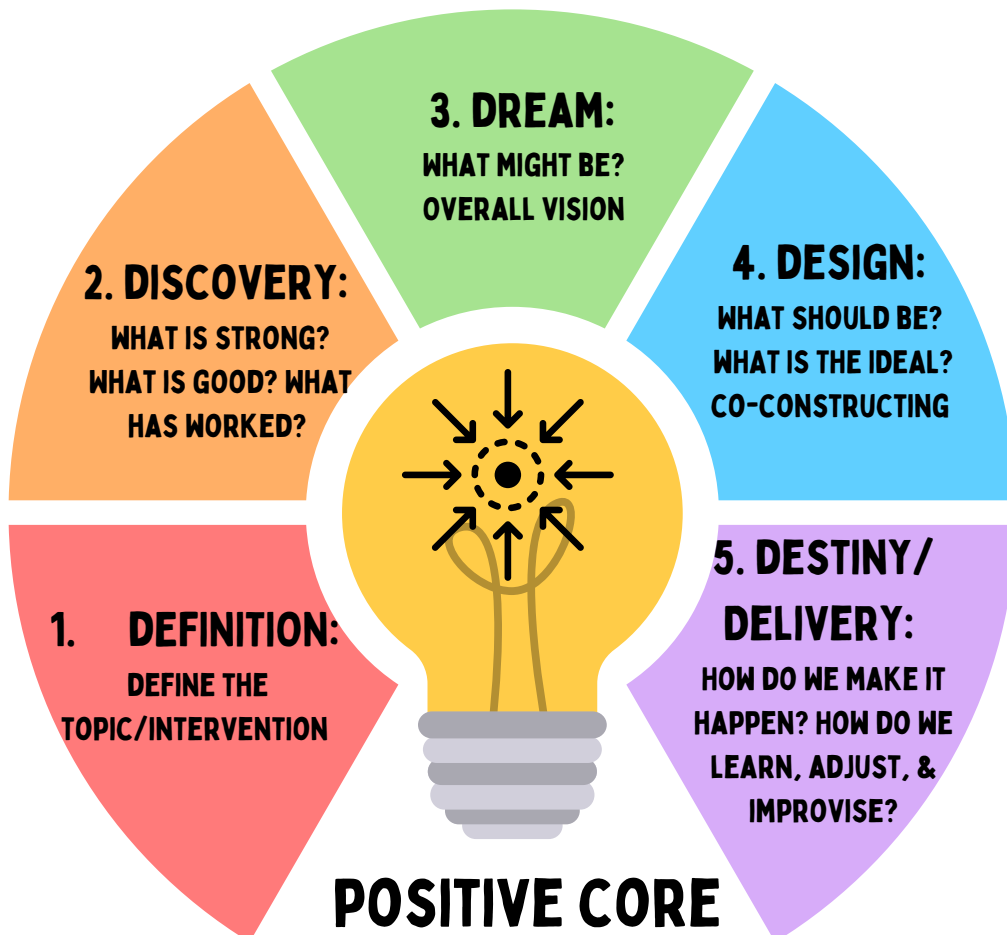 1. DEFINITION:
DEFINE THE
TOPIC/INTERVENTION
2. DISCOVERY:
WHAT IS STRONG?
WHAT IS GOOD? WHAT
HAS WORKED?
3. DREAM:
WHAT MIGHT BE?
OVERALL VISION
4. DESIGN:
WHAT SHOULD BE?
WHAT IS THE IDEAL?
CO-CONSTRUCTING
5. DESTINY/
DELIVERY:
HOW DO WE MAKE IT
HAPPEN? HOW DO WE
LEARN, ADJUST, &
IMPROVISE?
POSITIVE CORE